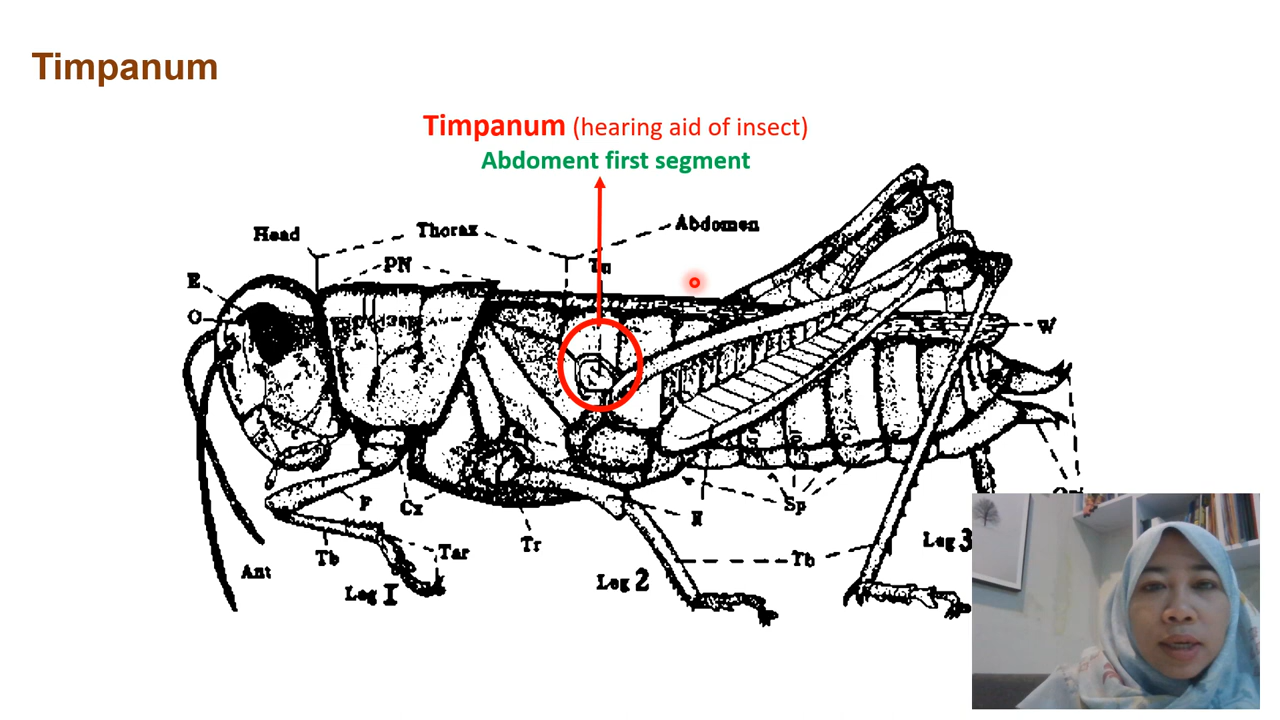 Timpanum
Timpanum (hearing aid of insect)
Abdoment first segment
Head
Thorax
Abdomen
PN
E
O
W
F
Cx
Sp
Tr
Tb
Tar
Tb
Ant
Leg 1
Leg 2
Leg 3